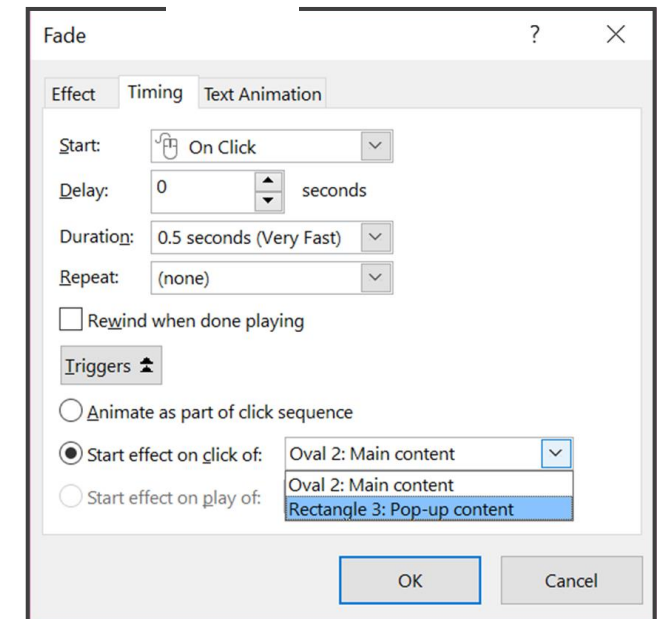 Fade ?
Effect Timing Text Animation
Start: On Click
Delay: 0 seconds
Duration: 0.5 seconds (Very Fast)
Repeat: (none)
Rewind when done playing
Triggers
Animate as part of click sequence
Start effect on click of: Oval 2: Main content
Oval 2: Main content
Start effect on play of: Rectangle 3: Pop-up content
OK Cancel